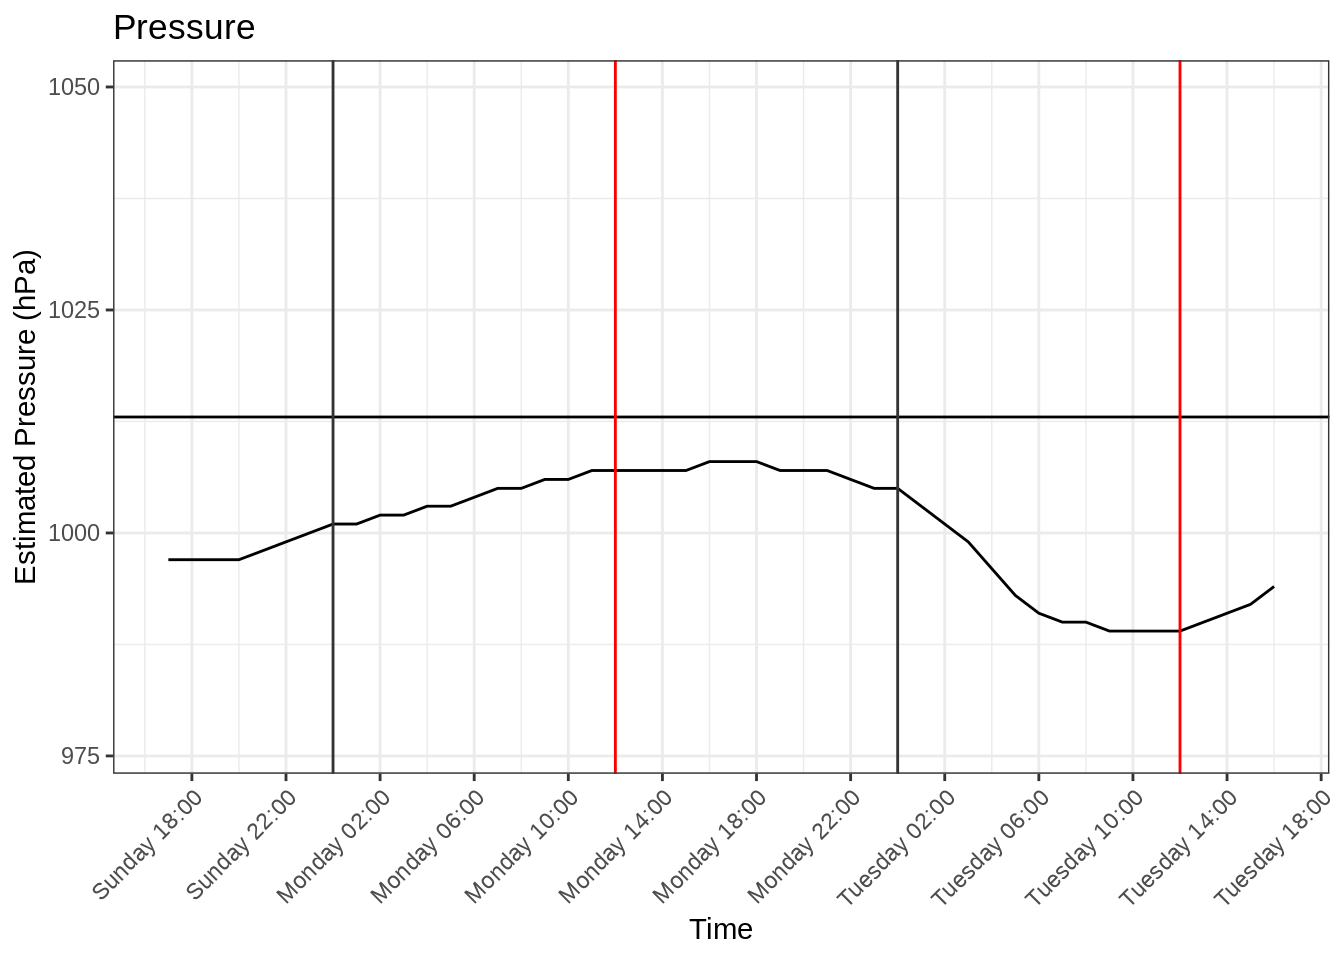 Pressure
Estimated Pressure (hPa)
1050
1025
1000
975
Sunday 18:00
Sunday 22:00
Monday 02:00
Monday 06:00
Monday 10:00
Monday 14:00
Monday 18:00
Monday 22:00
Tuesday 02:00
Tuesday 06:00
Tuesday 10:00
Tuesday 14:00
Tuesday 18:00
Time